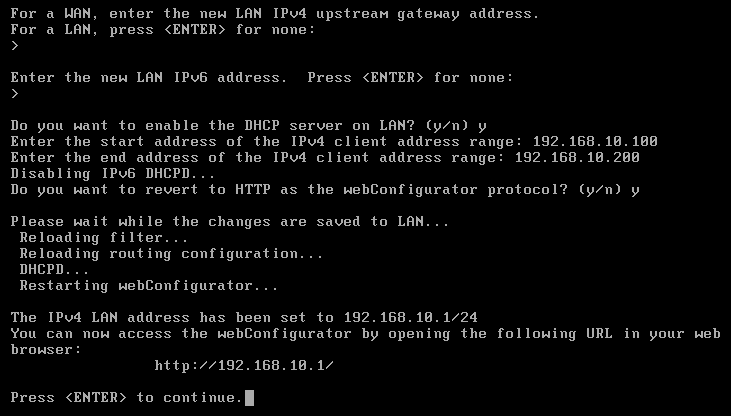 For a WAN, enter the new LAN IPv4 upstream gateway address.
For a LAN, press <ENTER> for none:
>
Enter the new LAN IPv6 address.  Press <ENTER> for none:
>
Do you want to enable the DHCP server on LAN? (y/n) y
Enter the start address of the IPv4 client address range: 192.168.10.100
Enter the end address of the IPv4 client address range: 192.168.10.200
Disabling IPv6 DHCPD...
Do you want to revert to HTTP as the webConfigurator protocol? (y/n) y
Please wait while the changes are saved to LAN...
Reloading filter...
Reloading routing configuration...
DHCPD...
Restarting webConfigurator...
The IPv4 LAN address has been set to 192.168.10.1/24
You can now access the webConfigurator by opening the following URL in your web
browser:
http://192.168.10.1/
Press <ENTER> to continue.